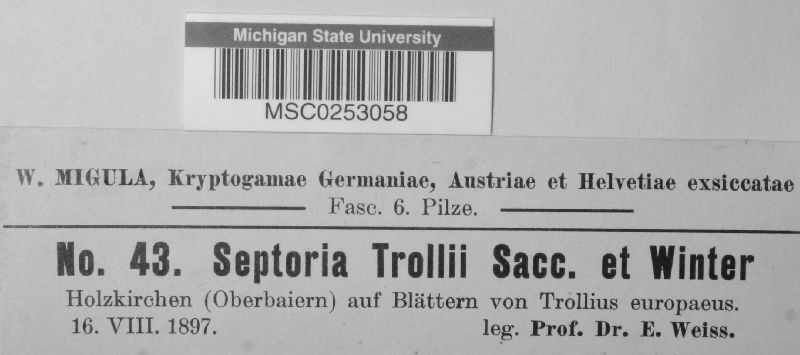 Michigan State University
MSC0253058
W. MIGULA, Kryptogamae Germaniae, Austriae et Helvetiae exsiccatae
Fasc. 6. Pilze.
No. 43. Septoria Trollii Sacc. et Winter
Holzkirchen (Oberbaiern) auf Blättern von Trollius europaeus.
16. VIII. 1897. leg. Prof. Dr. E. Weiss.